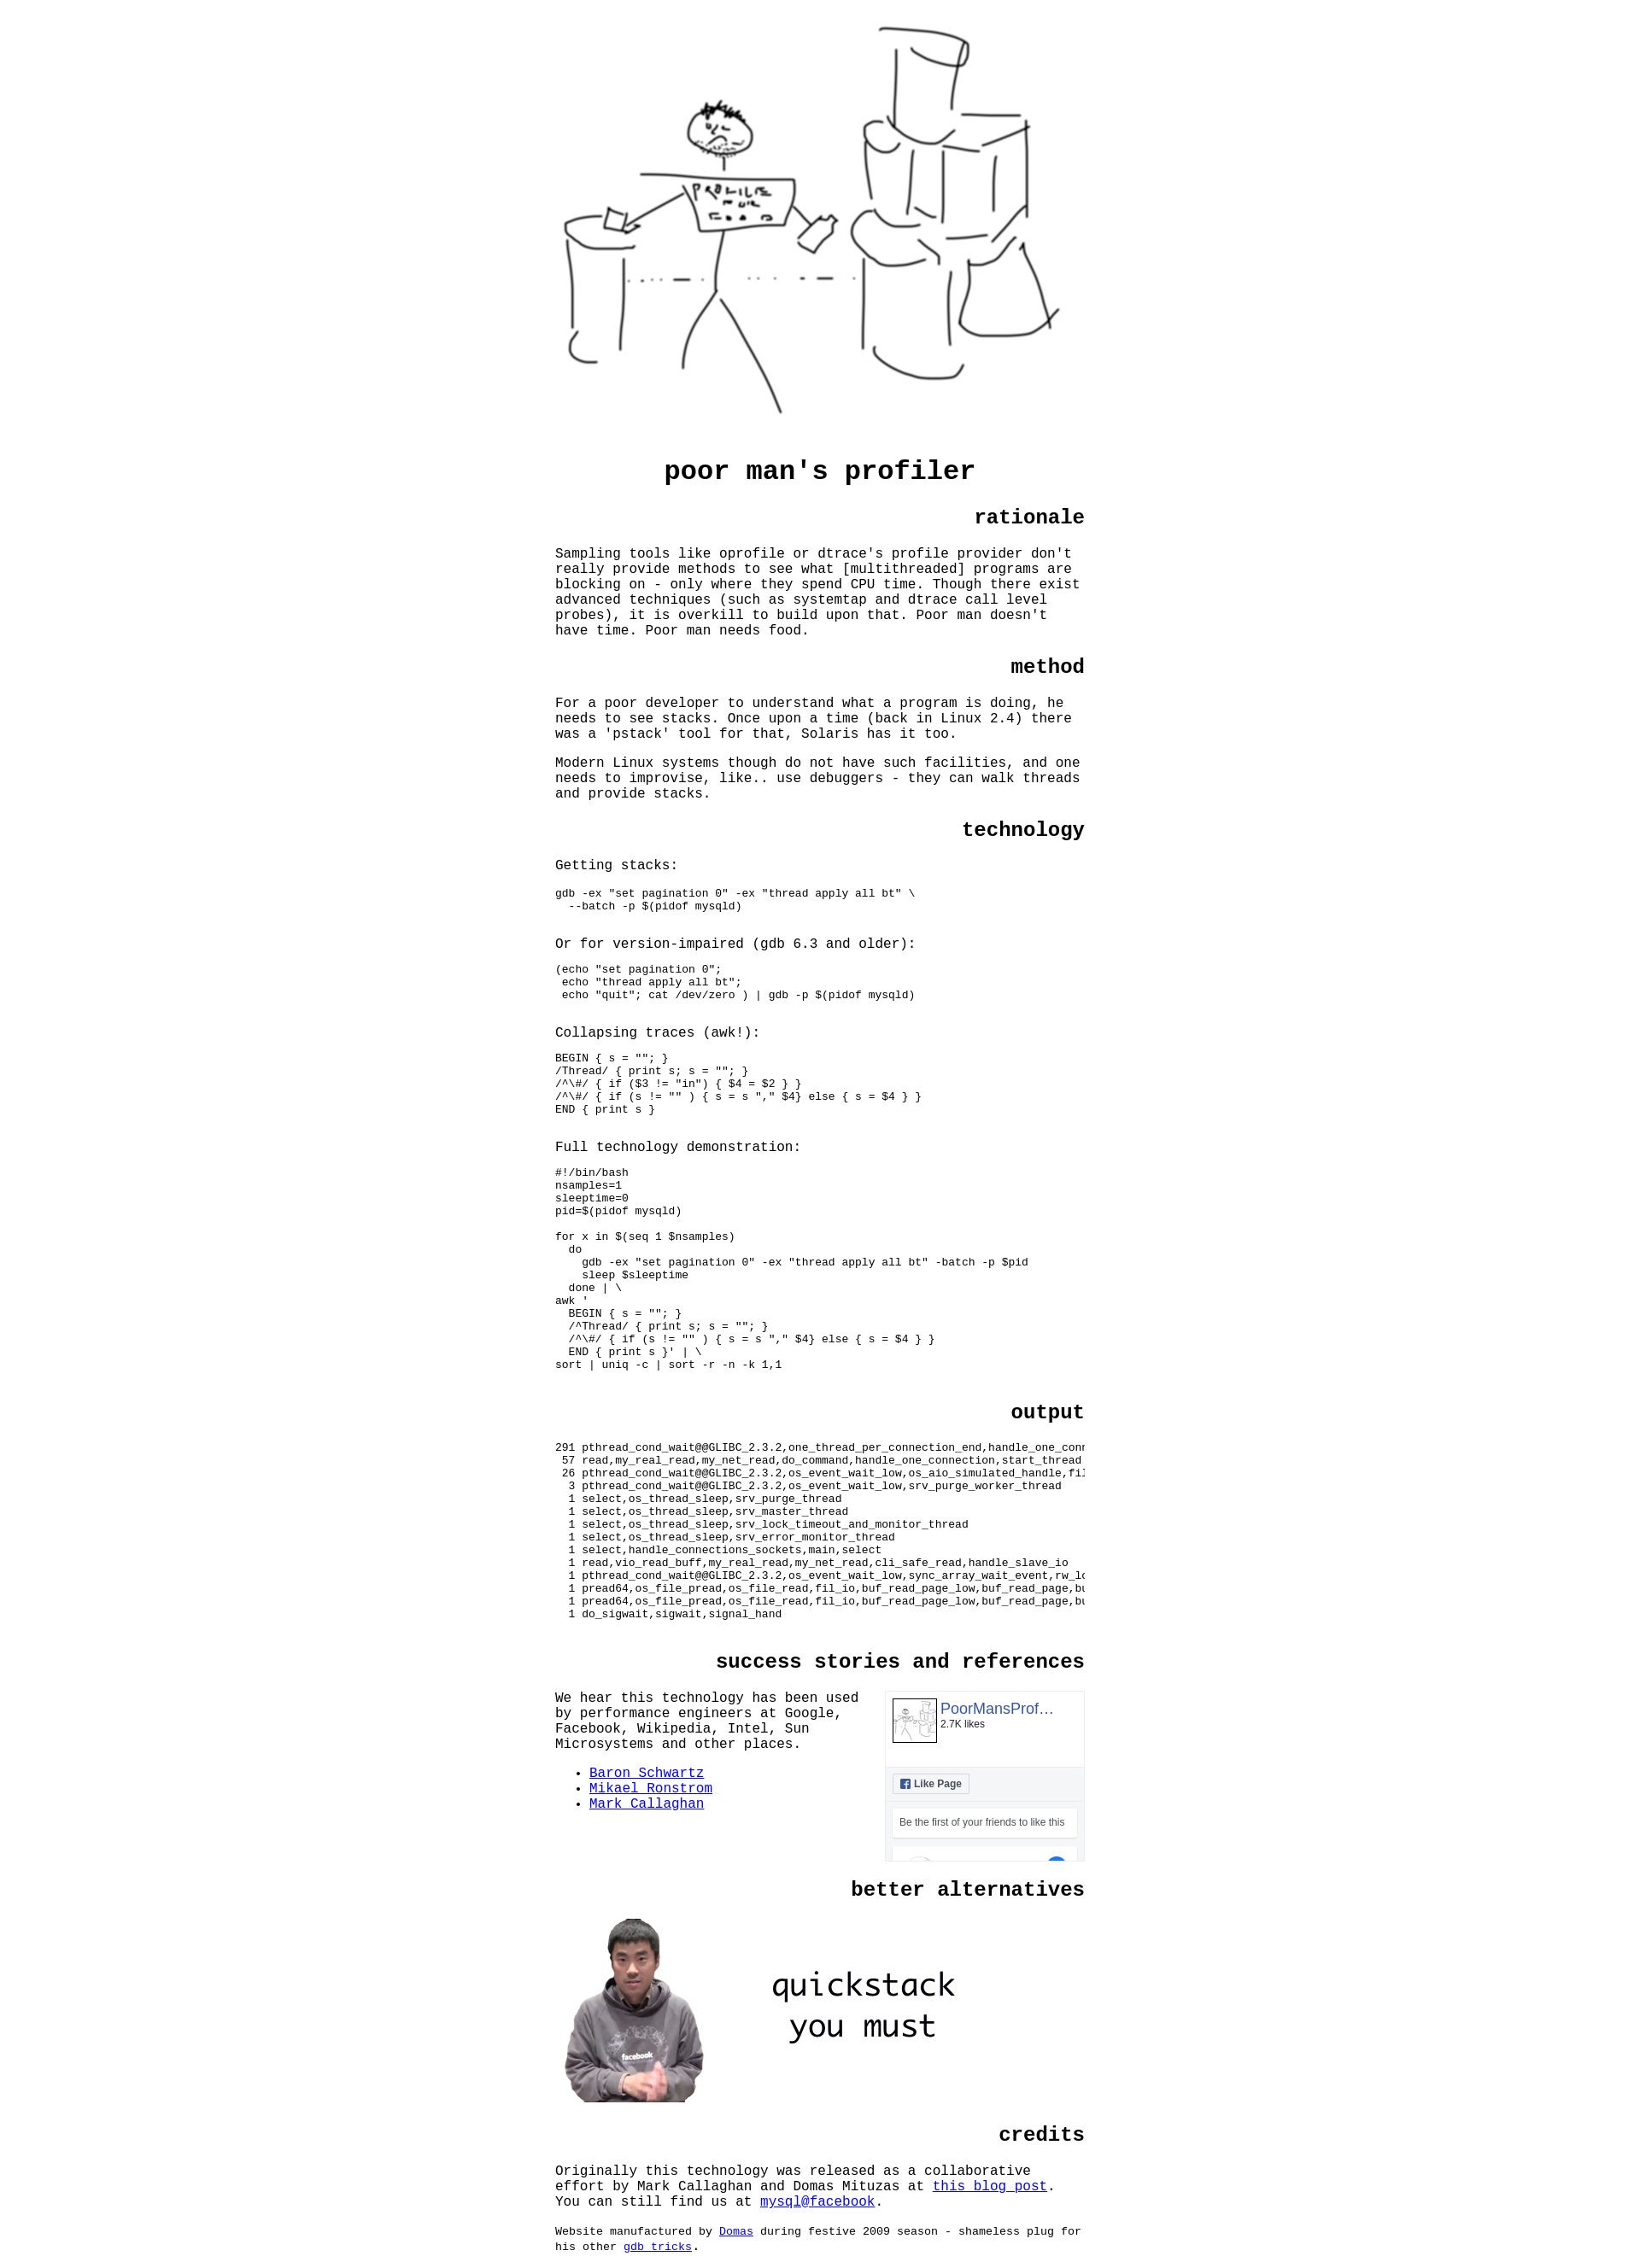 PROFILE
FOR
FOOD
poor man's profiler
rationale
Sampling tools like oprofile or dtrace's profile provider don't
really provide methods to see what [multithreaded] programs are
blocking on - only where they spend CPU time. Though there exist
advanced techniques (such as systemtap and dtrace call level
probes), it is overkill to build upon that. Poor man doesn't
have time. Poor man needs food.
method
For a poor developer to understand what a program is doing, he
needs to see stacks. Once upon a time (back in Linux 2.4) there
was a 'pstack' tool for that, Solaris has it too.
Modern Linux systems though do not have such facilities, and one
needs to improvise, like.. use debuggers - they can walk threads
and provide stacks.
technology
Getting stacks:
gdb -ex "set pagination 0" -ex "thread apply all bt" \
  --batch -p $(pidof mysqld)
Or for version-impaired (gdb 6.3 and older):
(echo "set pagination 0";
 echo "thread apply all bt";
 echo "quit"; cat /dev/zero ) | gdb -p $(pidof mysqld)
Collapsing traces (awk!):
BEGIN { s = ""; }
/Thread/ { print s; s = ""; }
/^\#/ { if ($3 != "in") { $4 = $2 } }
/^\#/ { if (s != "" ) { s = s "," $4} else { s = $4 } }
END { print s }
Full technology demonstration:
#!/bin/bash
nsamples=1
sleeptime=0
pid=$(pidof mysqld)
for x in $(seq 1 $nsamples)
  do
    gdb -ex "set pagination 0" -ex "thread apply all bt" -batch -p $pid
    sleep $sleeptime
  done | \
awk '
  BEGIN { s = ""; }
  /^Thread/ { print s; s = ""; }
  /^\#/ { if (s != "" ) { s = s "," $4} else { s = $4 } }
  END { print s }' | \
sort | uniq -c | sort -r -n -k 1,1
output
291 pthread_cond_wait@@GLIBC_2.3.2,one_thread_per_connection_end,handle_one_conn
 57 read,my_real_read,my_net_read,do_command,handle_one_connection,start_thread
 26 pthread_cond_wait@@GLIBC_2.3.2,os_event_wait_low,os_aio_simulated_handle,fil
  3 pthread_cond_wait@@GLIBC_2.3.2,os_event_wait_low,srv_purge_worker_thread
  1 select,os_thread_sleep,srv_purge_thread
  1 select,os_thread_sleep,srv_master_thread
  1 select,os_thread_sleep,srv_lock_timeout_and_monitor_thread
  1 select,os_thread_sleep,srv_error_monitor_thread
  1 select,handle_connections_sockets,main,select
  1 read,vio_read_buff,my_real_read,my_net_read,cli_safe_read,handle_slave_io
  1 pthread_cond_wait@@GLIBC_2.3.2,os_event_wait_low,sync_array_wait_event,rw_lo
  1 pread64,os_file_pread,os_file_read,fil_io,buf_read_page_low,buf_read_page,bu
  1 pread64,os_file_pread,os_file_read,fil_io,buf_read_page_low,buf_read_page,bu
  1 do_sigwait,sigwait,signal_hand
success stories and references
We hear this technology has been used
by performance engineers at Google,
Facebook, Wikipedia, Intel, Sun
Microsystems and other places.
• Baron Schwartz
• Mikael Ronstrom
• Mark Callaghan
PoorMansProf…
2.7K likes
Like Page
Be the first of your friends to like this
better alternatives
facebook
quickstack
you must
credits
Originally this technology was released as a collaborative
effort by Mark Callaghan and Domas Mituzas at this blog post.
You can still find us at mysql@facebook.
Website manufactured by Domas during festive 2009 season - shameless plug for
his other gdb tricks.